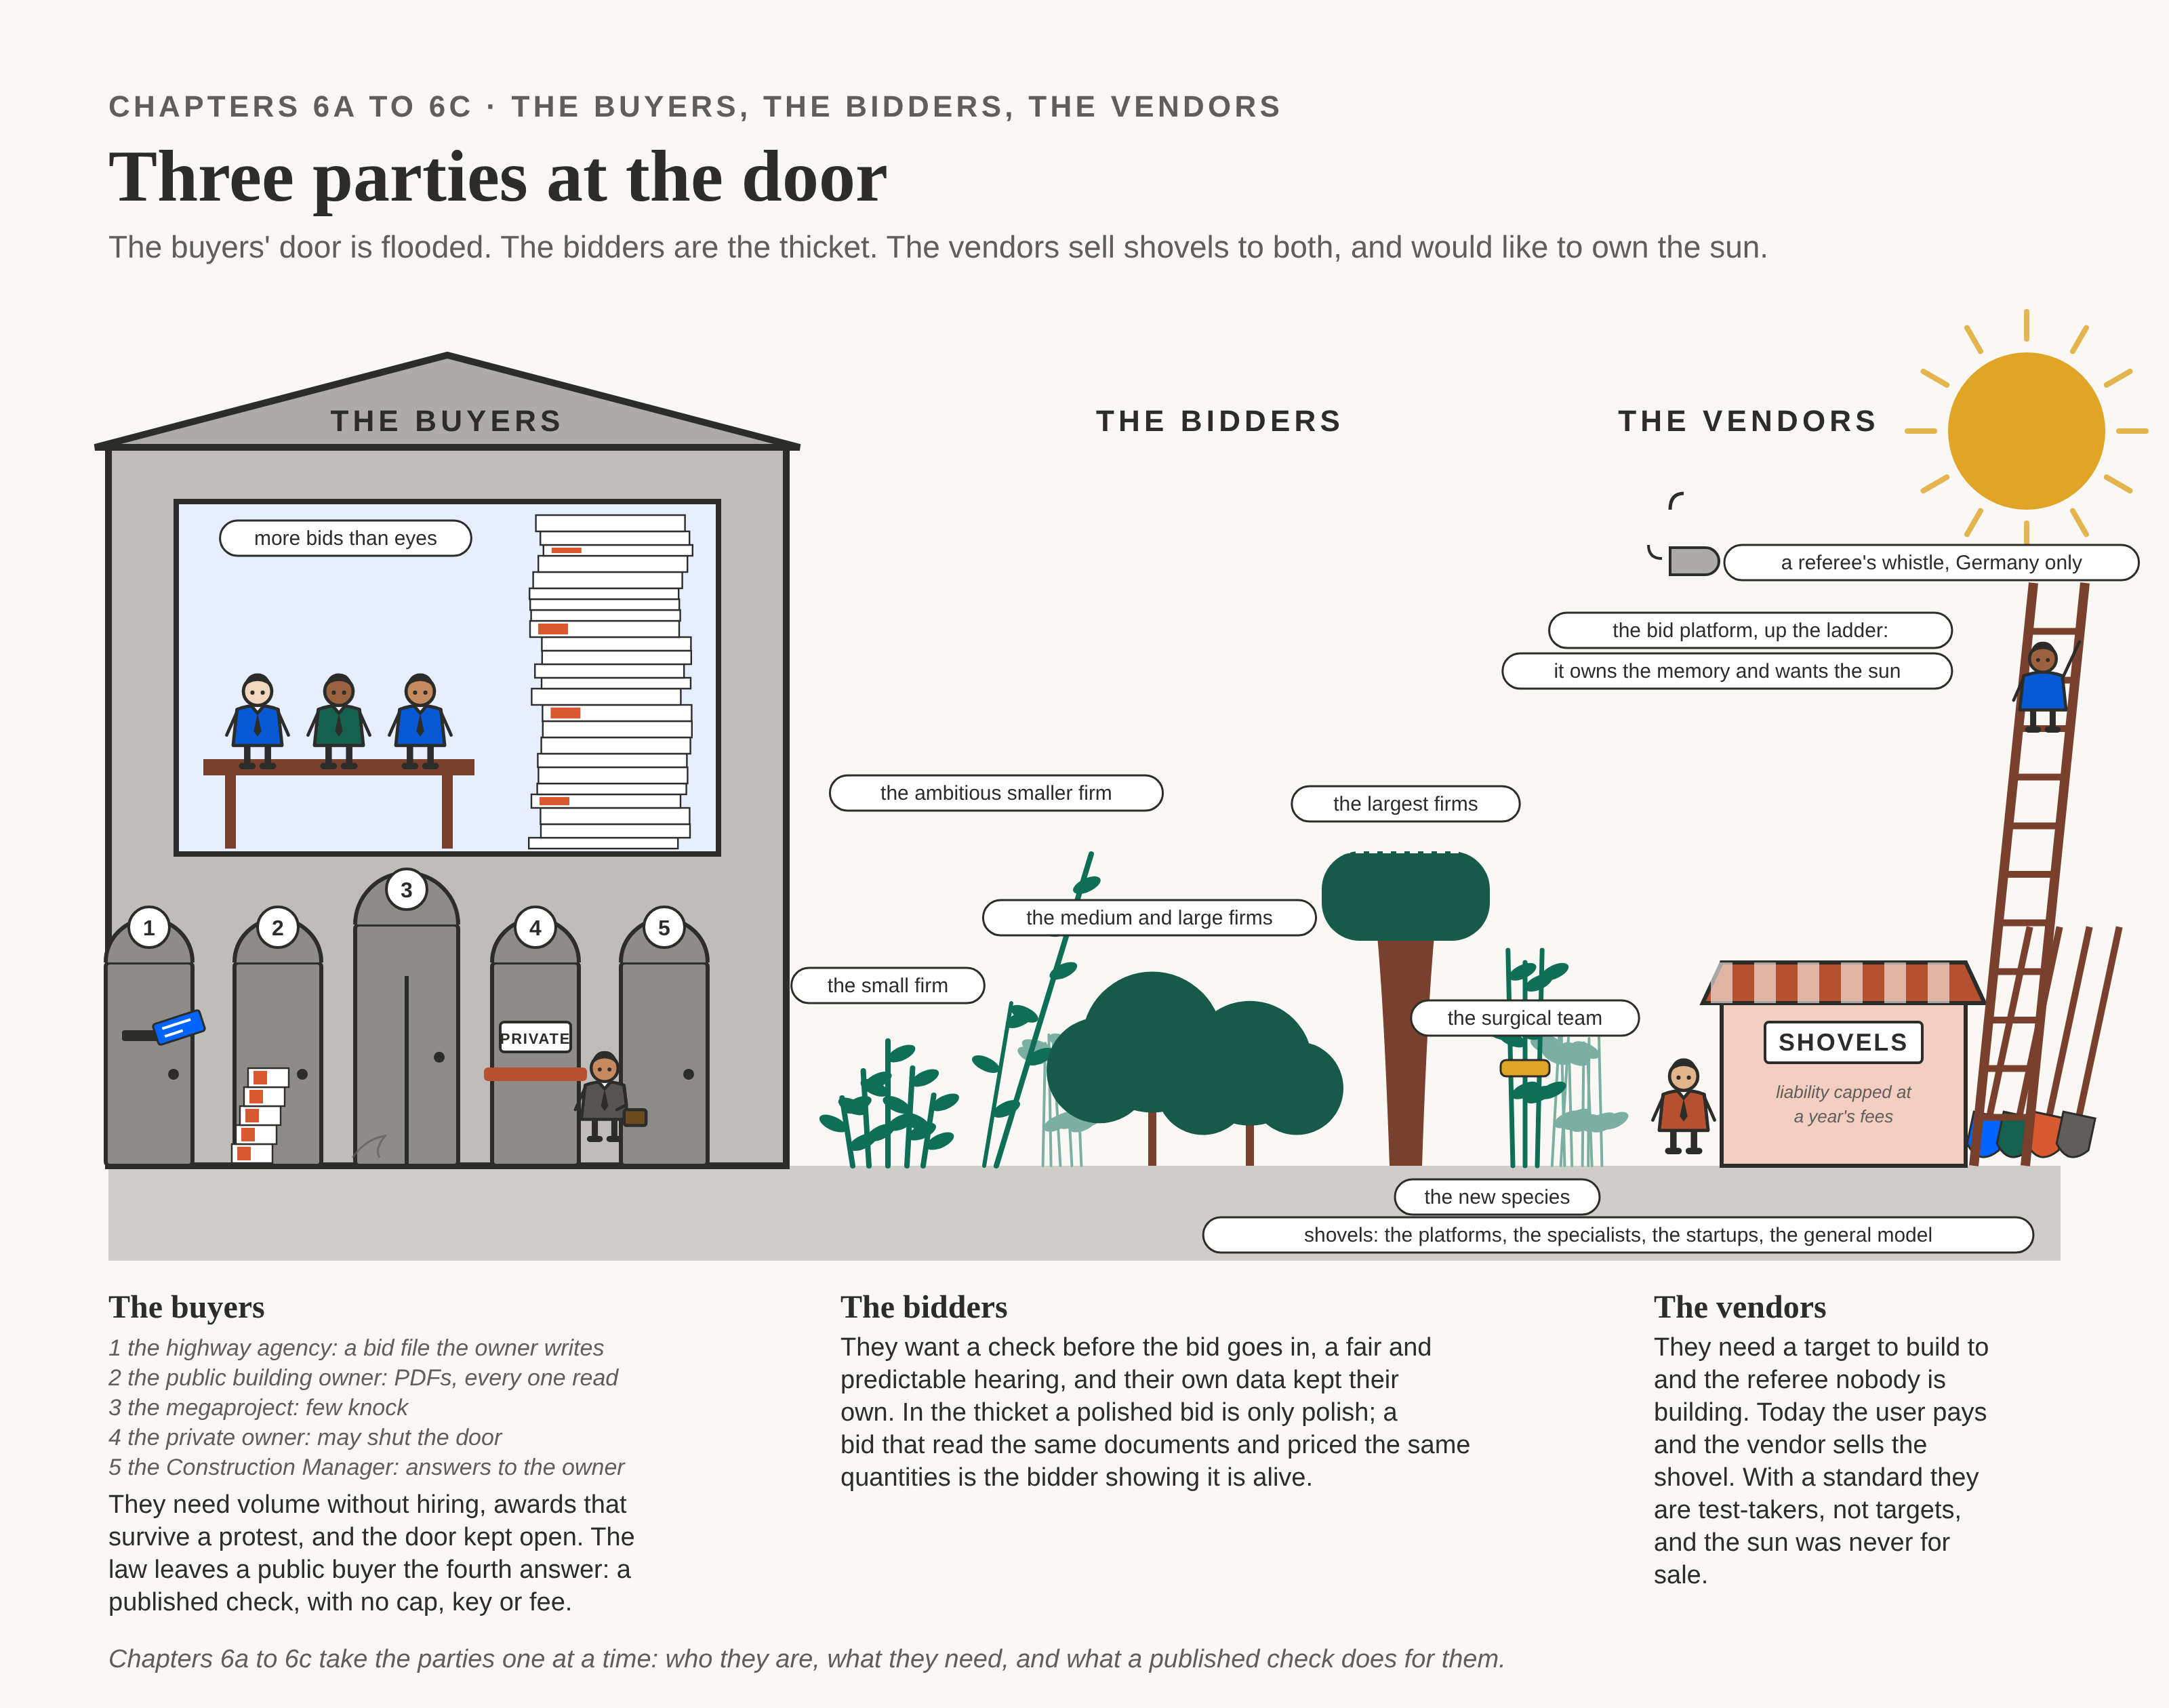 CHAPTERS 6A TO 6C · THE BUYERS, THE BIDDERS, THE VENDORS
Three parties at the door
The buyers' door is flooded. The bidders are the thicket. The vendors sell shovels to both, and would like to own the sun.
THE BUYERS
THE BIDDERS
THE VENDORS
more bids than eyes
a referee's whistle, Germany only
the bid platform, up the ladder:
it owns the memory and wants the sun
the ambitious smaller firm
the largest firms
the medium and large firms
the small firm
the surgical team
1
2
3
4
5
PRIVATE
SHOVELS
liability capped at
a year's fees
the new species
shovels: the platforms, the specialists, the startups, the general model
The buyers
1 the highway agency: a bid file the owner writes
2 the public building owner: PDFs, every one read
3 the megaproject: few knock
4 the private owner: may shut the door
5 the Construction Manager: answers to the owner
They need volume without hiring, awards that
survive a protest, and the door kept open. The
law leaves a public buyer the fourth answer: a
published check, with no cap, key or fee.
The bidders
They want a check before the bid goes in, a fair and
predictable hearing, and their own data kept their
own. In the thicket a polished bid is only polish; a
bid that read the same documents and priced the same
quantities is the bidder showing it is alive.
The vendors
They need a target to build to
and the referee nobody is
building. Today the user pays
and the vendor sells the
shovel. With a standard they
are test-takers, not targets,
and the sun was never for
sale.
Chapters 6a to 6c take the parties one at a time: who they are, what they need, and what a published check does for them.